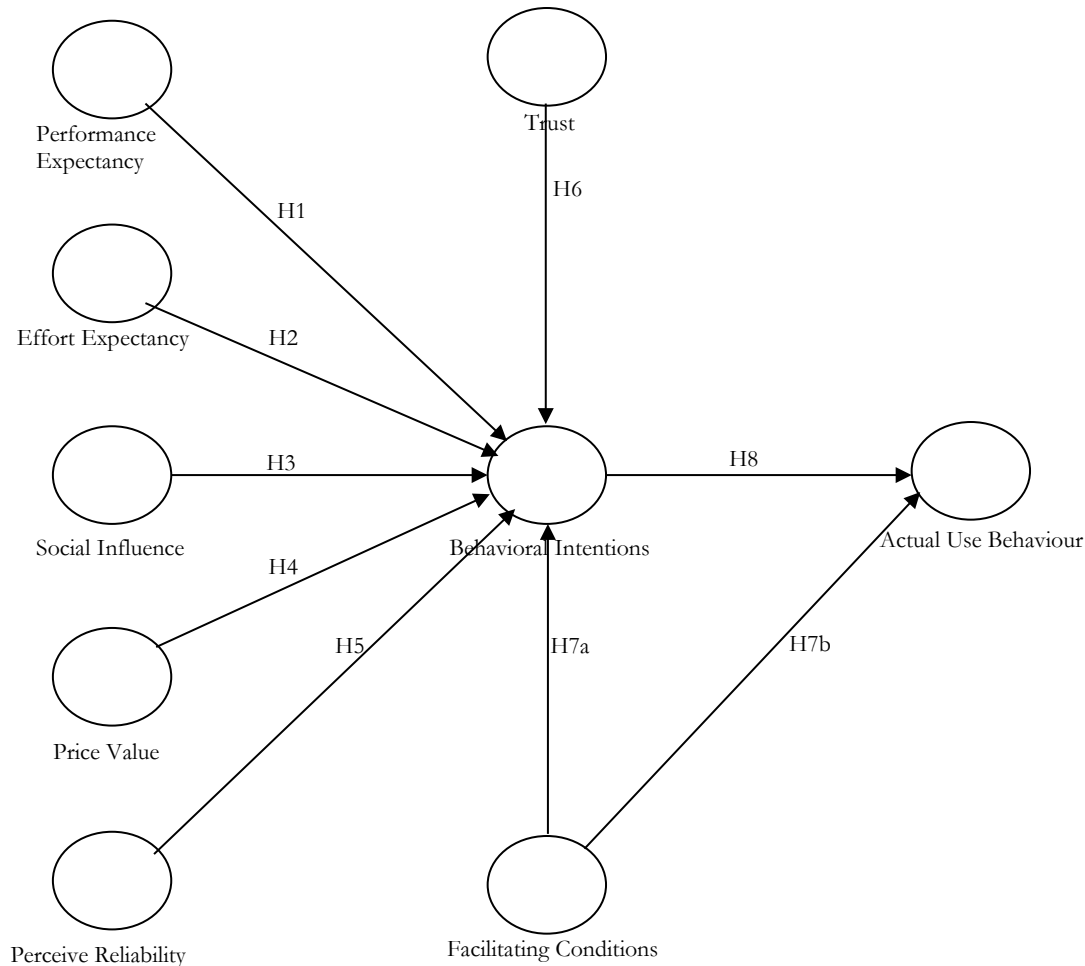 Performance
Expectancy
Trust
H6
H1
Effort Expectancy
H2
H3
H8
Social Influence
Behavioral Intentions
Actual Use Behaviour
H4
H5
H7a
H7b
Price Value
Perceive Reliability
Facilitating Conditions